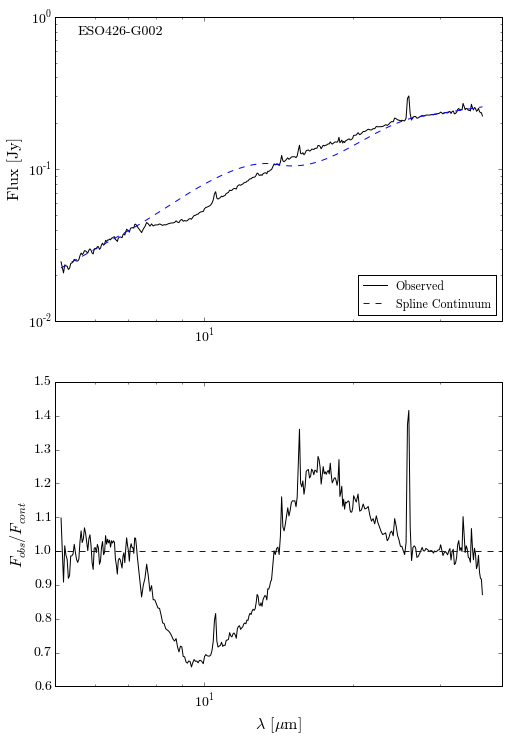 10^0
ESO426-G002
10^-1
Flux [Jy]
Observed
Spline Continuum
10^-2
10^1
1.5
1.4
1.3
1.2
1.1
1.0
0.9
0.8
0.7
0.6
F_obs/F_cont
10^1
λ [μm]